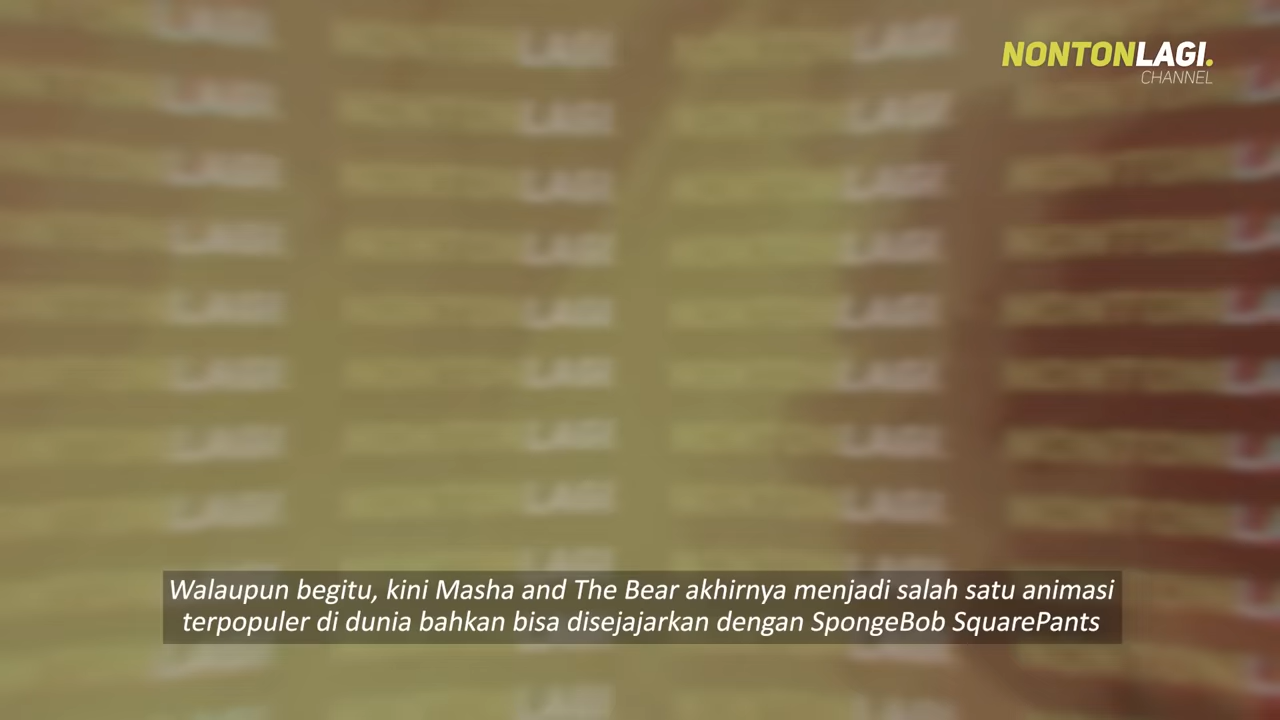 NONTONLAGI.
CHANNEL
Walaupun begitu, kini Masha and The Bear akhirnya menjadi salah satu animasi
terpopuler di dunia bahkan bisa disejajarkan dengan SpongeBob SquarePants